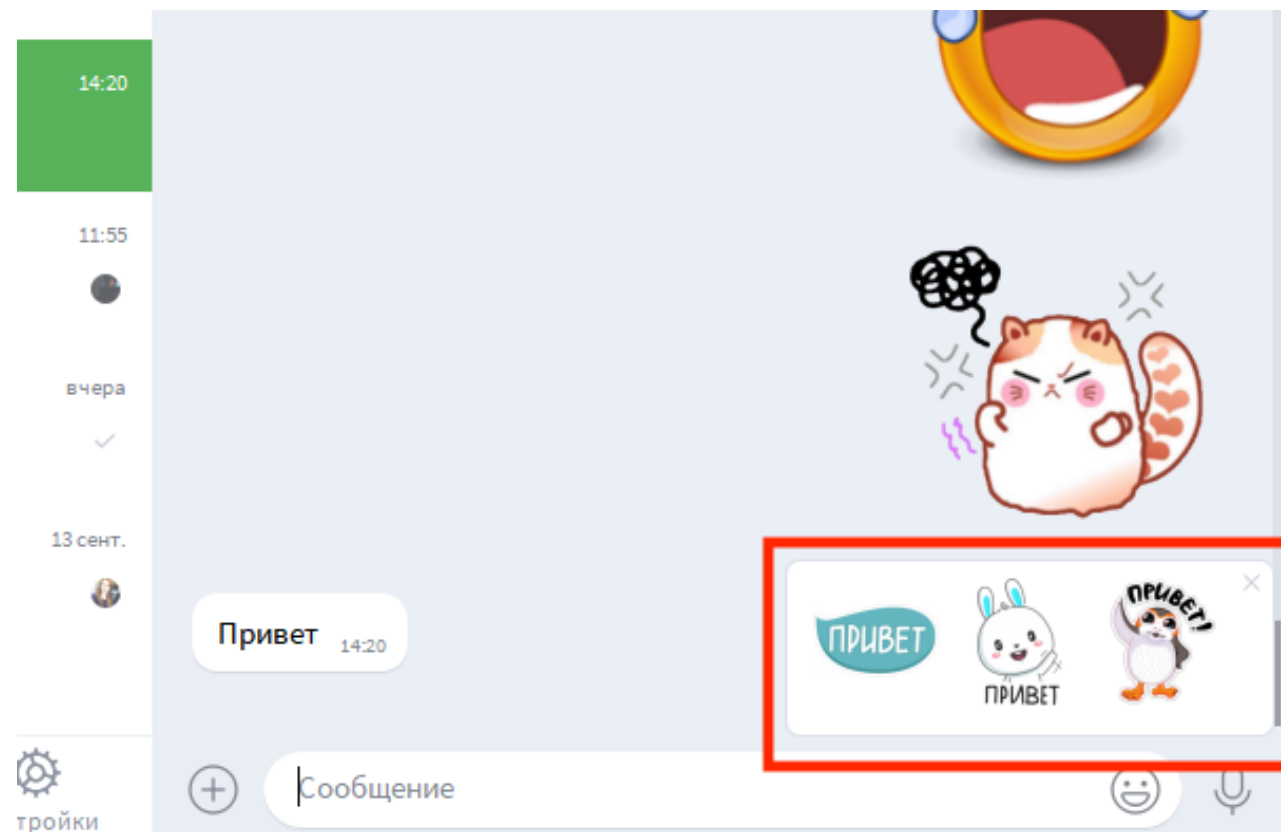 14:20
11:55
вчера
13 сент.
Привет 14:20
ПРИВЕТ
ПРИВЕТ
ПРИВЕТ!
Сообщение
тройки